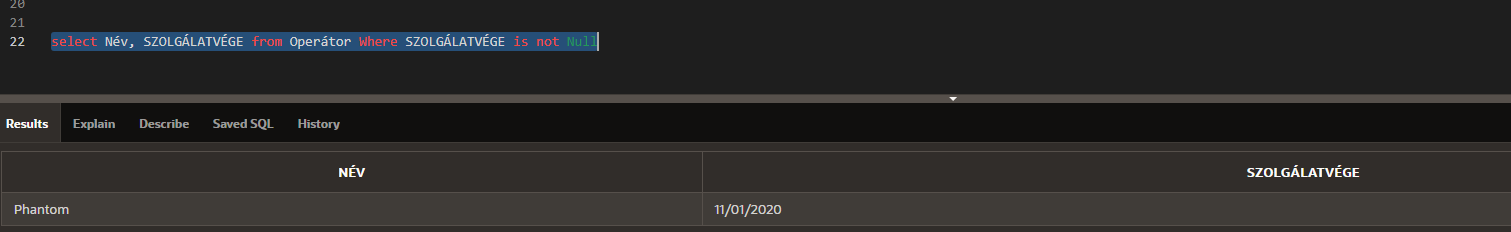 20
21
22 select Név, SZOLGÁLATVÉGE from Operátor Where SZOLGÁLATVÉGE is not Null
Results Explain Describe Saved SQL History
NÉV SZOLGÁLATVÉGE
Phantom 11/01/2020